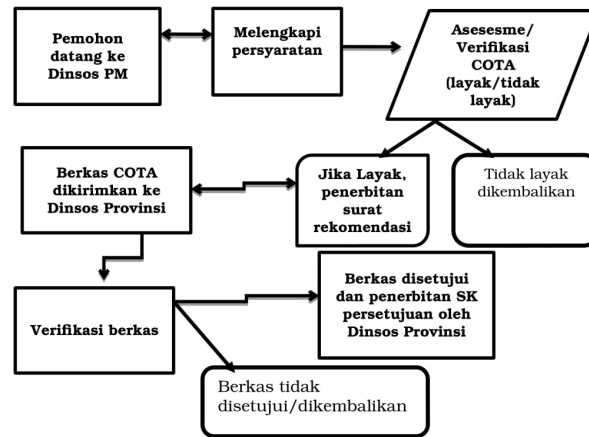 Pemohon
datang ke
Dinsos PM
Melengkapi
persyaratan
Asesesme/
Verifikasi
COTA
(layak/tidak
layak)
Berkas COTA
dikirimkan ke
Dinsos Provinsi
Jika Layak,
penerbitan
surat
rekomendasi
Tidak layak
dikembalikan
Verifikasi berkas
Berkas disetujui
dan penerbitan SK
persetujuan oleh
Dinsos Provinsi
Berkas tidak
disetujui/dikembalikan